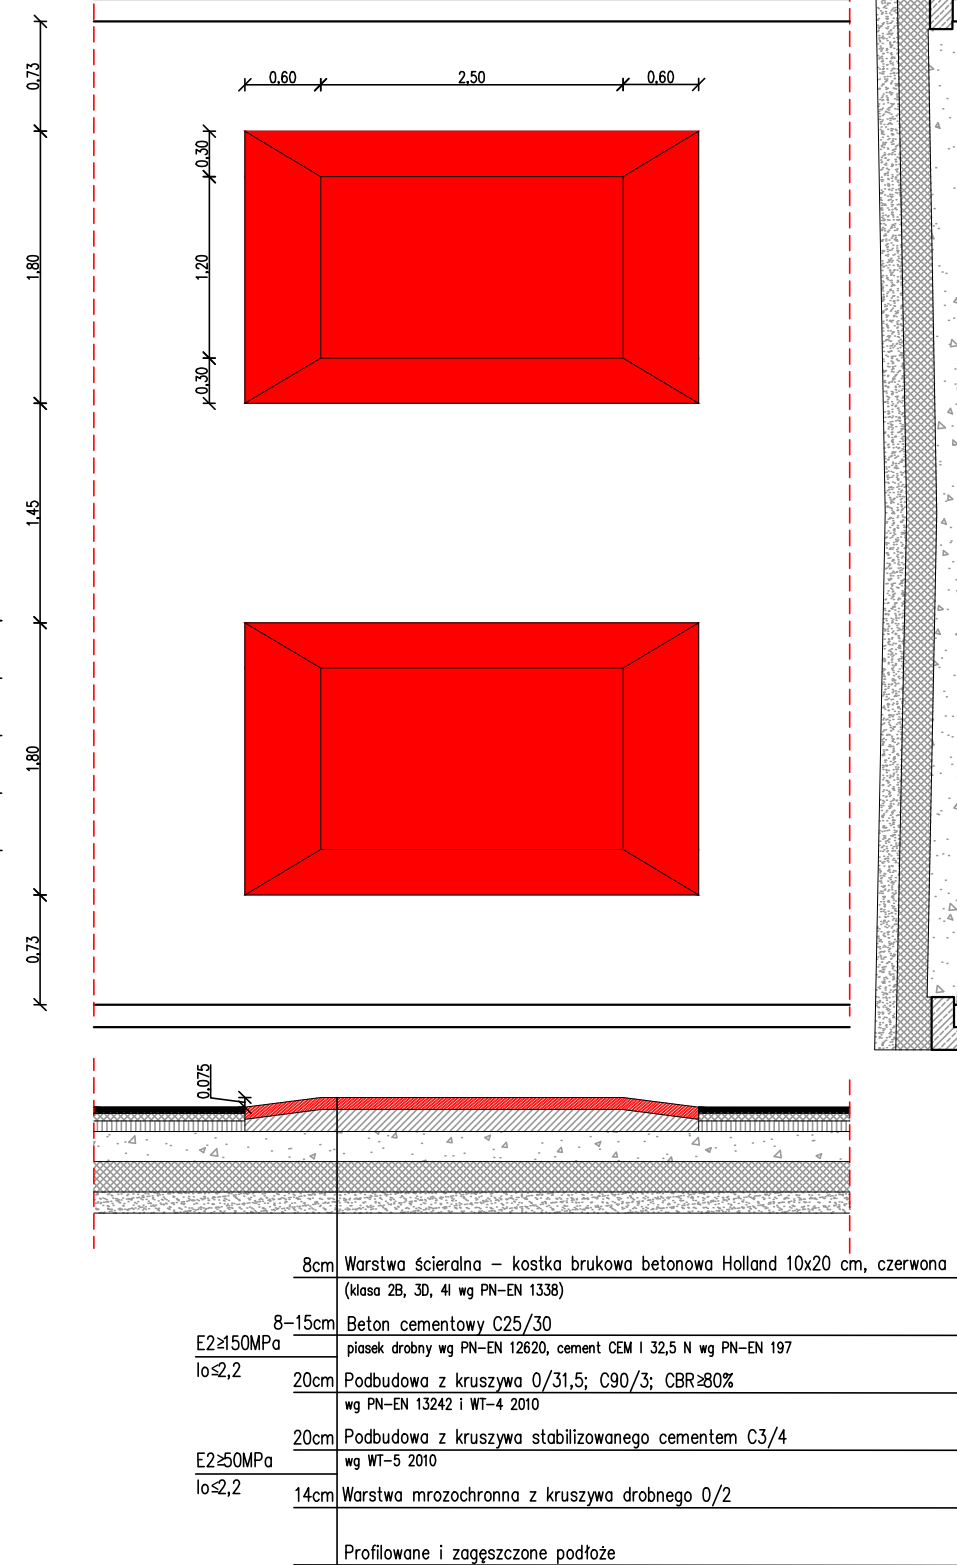 0,60 2,50 0,60
0,73
0,30
1,80
1,20
0,30
1,45
1,80
0,73
0,075
8cm Warstwa ścieralna – kostka brukowa betonowa Holland 10x20 cm, czerwona
(klasa 2B, 3D, 4I wg PN-EN 1338)
8-15cm Beton cementowy C25/30
E2≥150MPa piasek drobny wg PN-EN 12620, cement CEM I 32,5 N wg PN-EN 197
Io≤2,2
20cm Podbudowa z kruszywa 0/31,5; C90/3; CBR≥80%
wg PN-EN 13242 i WT-4 2010
20cm Podbudowa z kruszywa stabilizowanego cementem C3/4
E2≥50MPa wg WT-5 2010
Io≤2,2
14cm Warstwa mrozochronna z kruszywa drobnego 0/2
Profilowane i zagęszczone podłoże